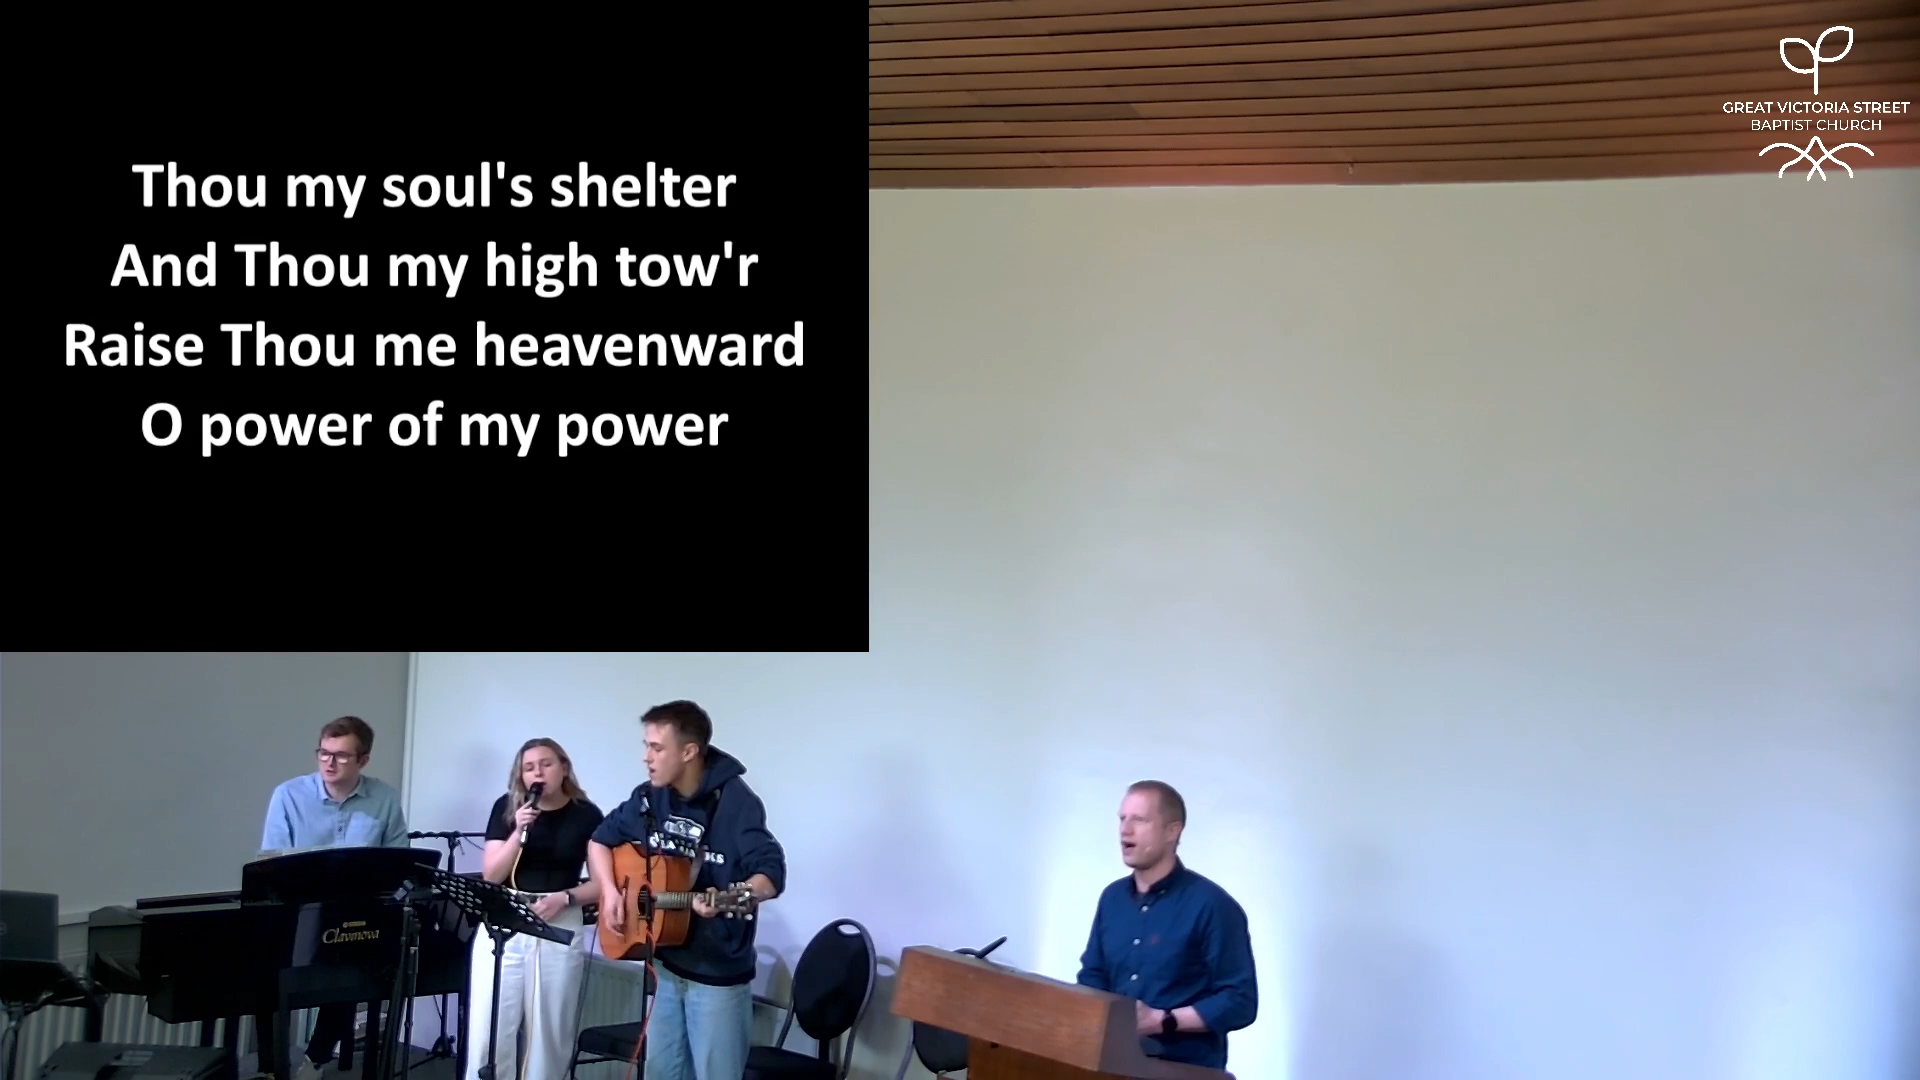 Thou my soul's shelter
And Thou my high tow'r
Raise Thou me heavenward
O power of my power
GREAT VICTORIA STREET
BAPTIST CHURCH
Clavinova